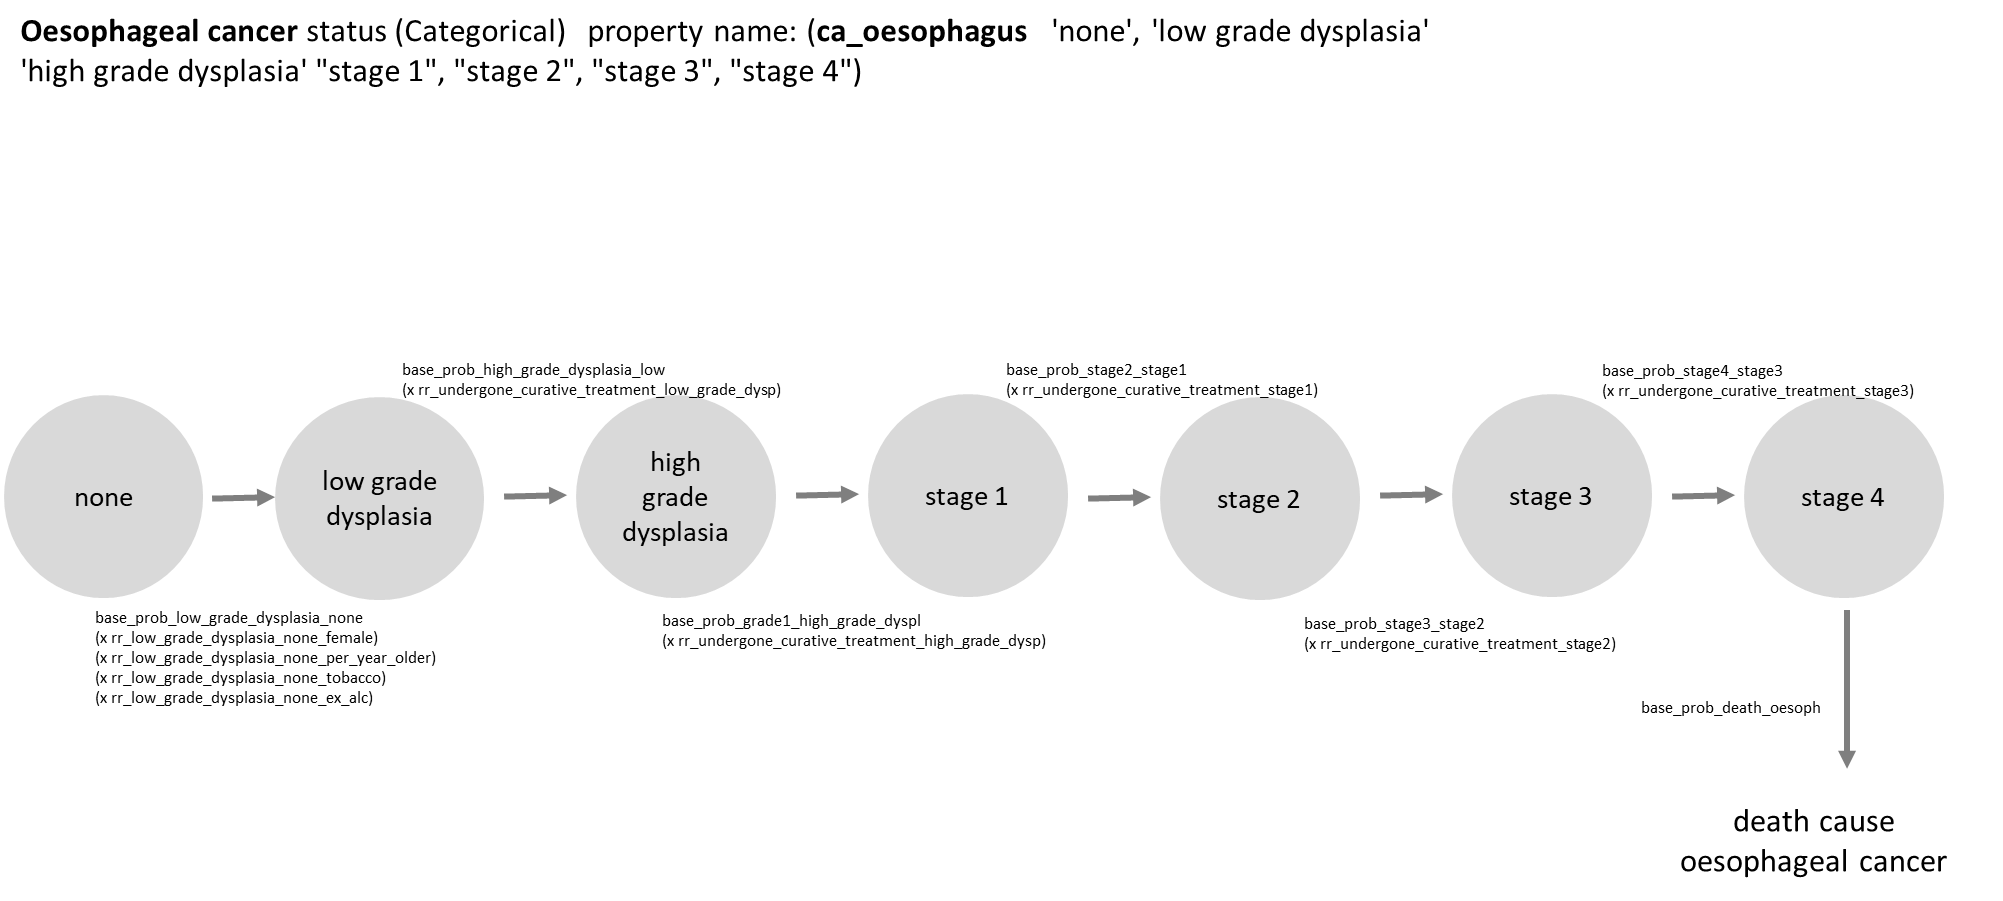 Oesophageal cancer status (Categorical) property name: (ca_oesophagus 'none', 'low grade dysplasia'
'high grade dysplasia' "stage 1", "stage 2", "stage 3", "stage 4")
base_prob_high_grade_dysplasia_low
(x rr_undergone_curative_treatment_low_grade_dysp)
base_prob_stage2_stage1
(x rr_undergone_curative_treatment_stage1)
base_prob_stage4_stage3
(x rr_undergone_curative_treatment_stage3)
none
low grade
dysplasia
high
grade
dysplasia
stage 1
stage 2
stage 3
stage 4
base_prob_low_grade_dysplasia_none
(x rr_low_grade_dysplasia_none_female)
(x rr_low_grade_dysplasia_none_per_year_older)
(x rr_low_grade_dysplasia_none_tobacco)
(x rr_low_grade_dysplasia_none_ex_alc)
base_prob_grade1_high_grade_dyspl
(x rr_undergone_curative_treatment_high_grade_dysp)
base_prob_stage3_stage2
(x rr_undergone_curative_treatment_stage2)
base_prob_death_oesoph
death cause
oesophageal cancer